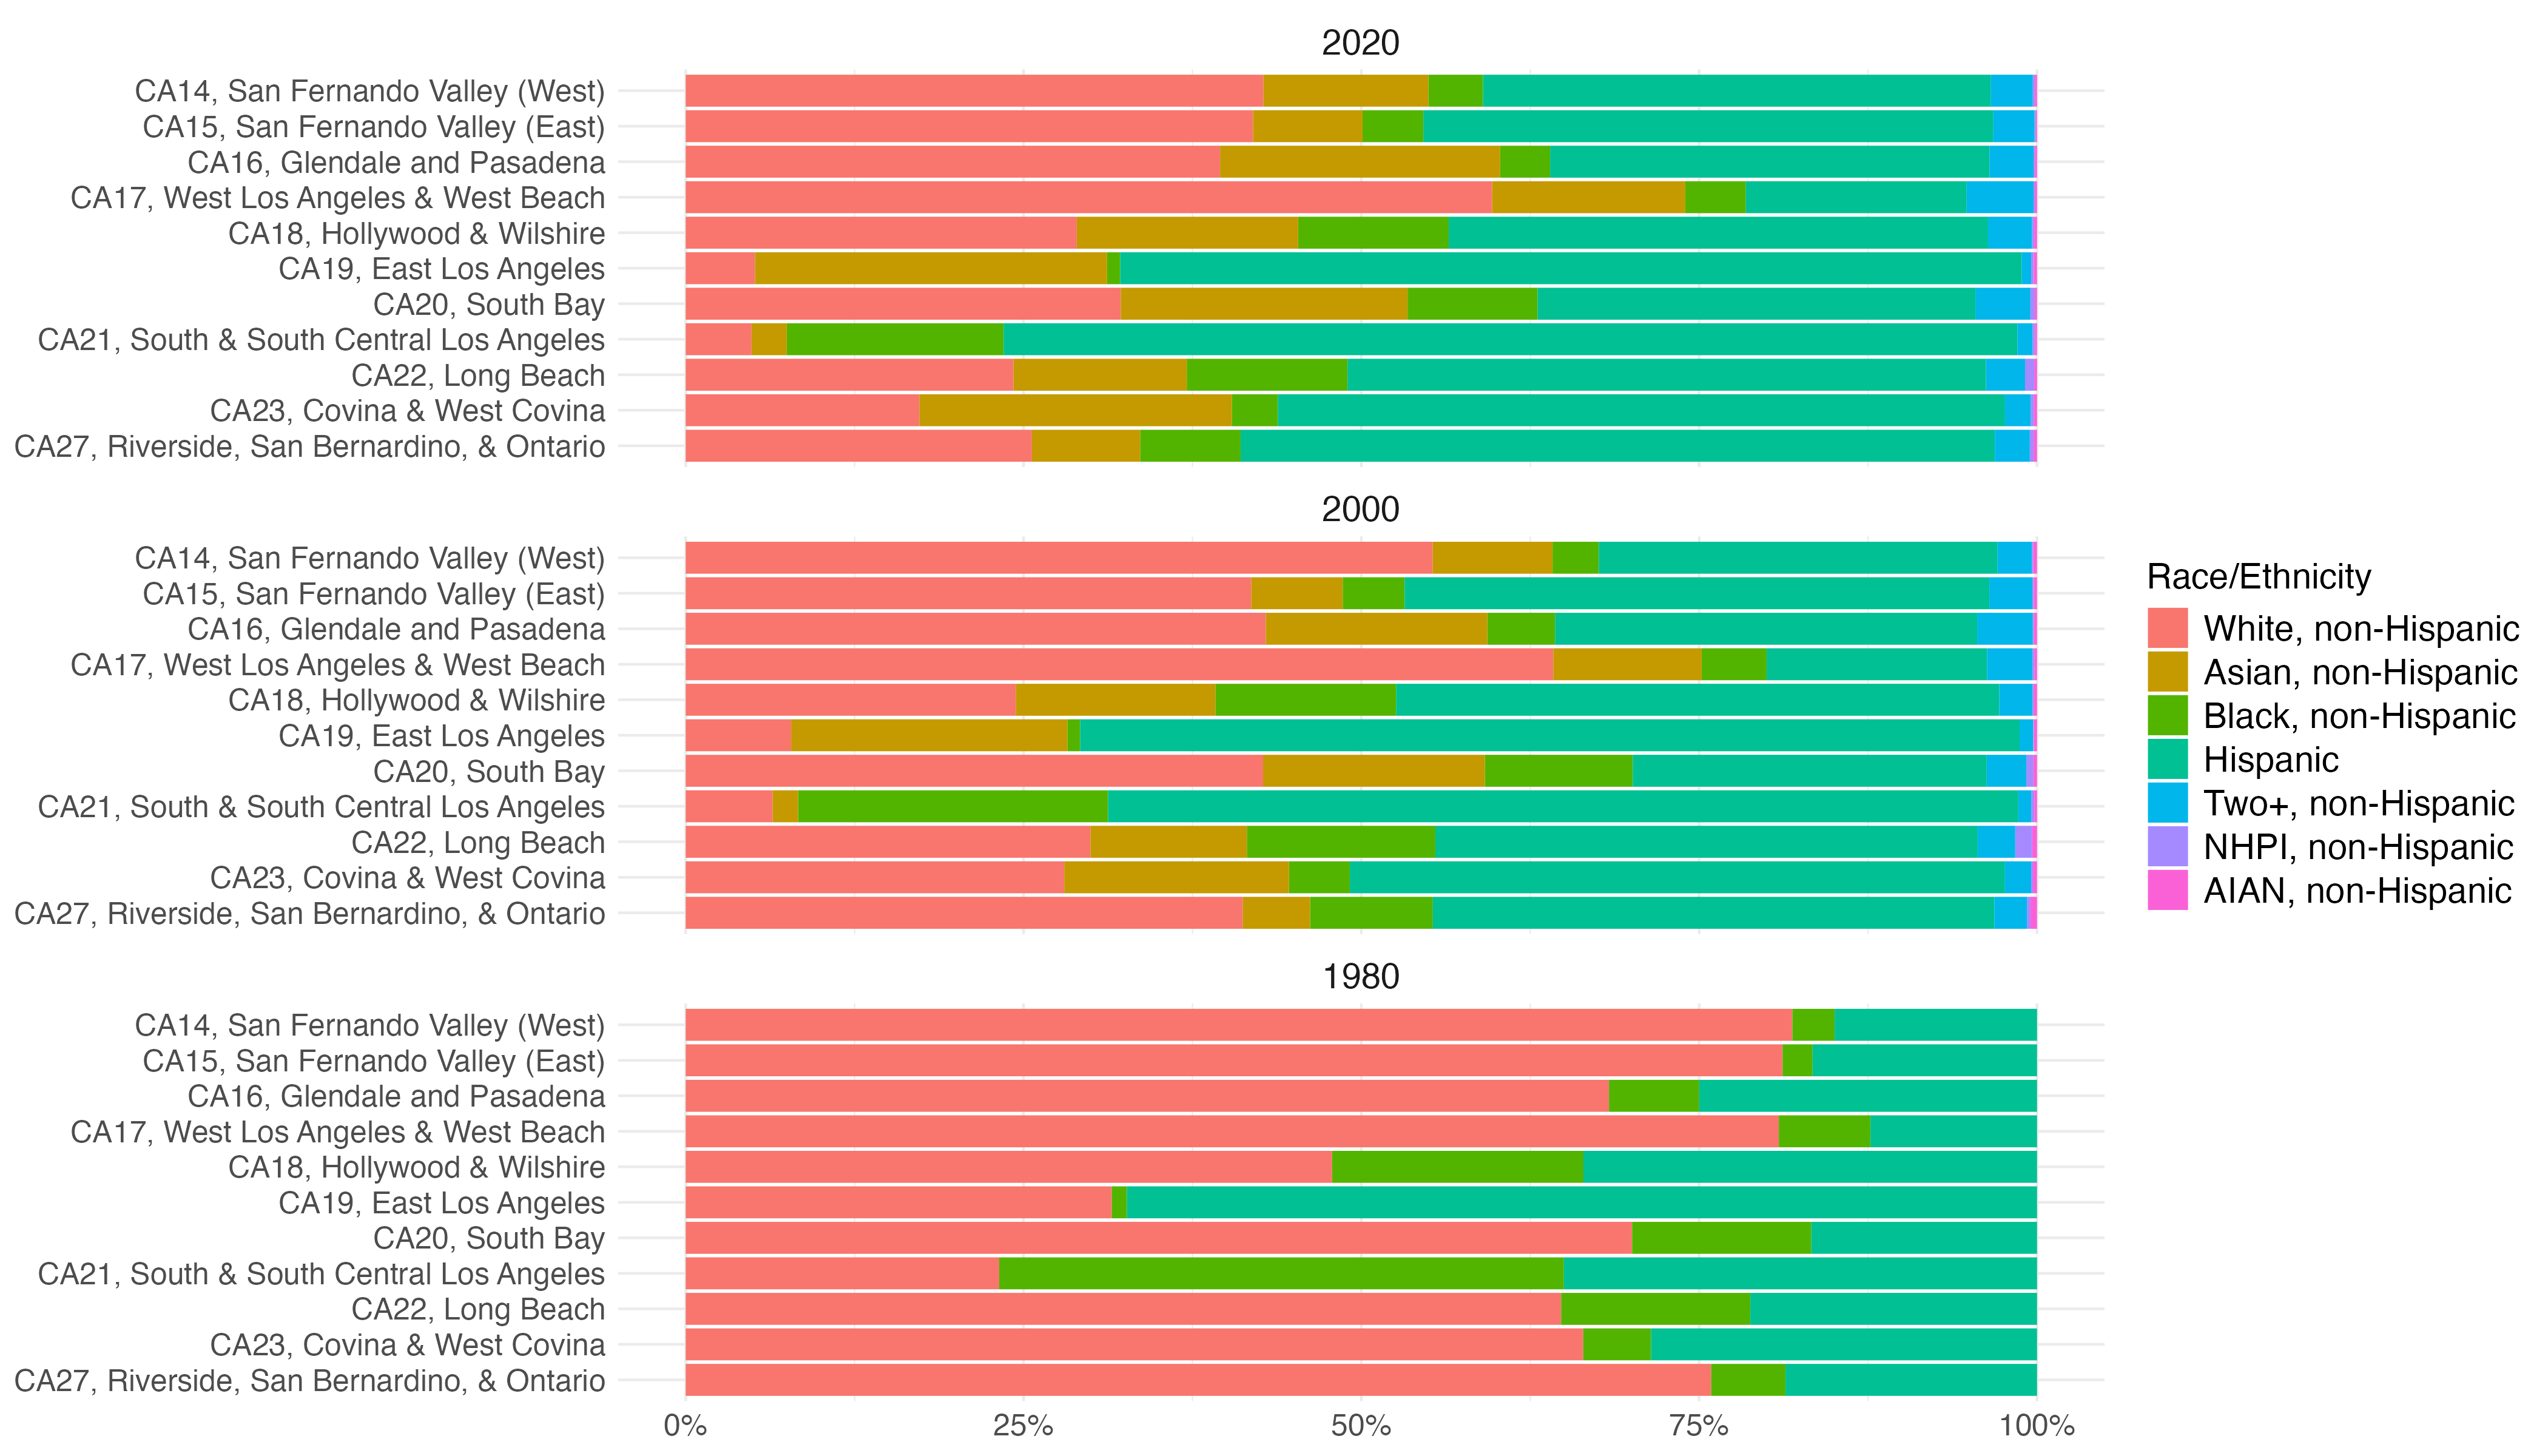 2020
CA14, San Fernando Valley (West)
CA15, San Fernando Valley (East)
CA16, Glendale and Pasadena
CA17, West Los Angeles & West Beach
CA18, Hollywood & Wilshire
CA19, East Los Angeles
CA20, South Bay
CA21, South & South Central Los Angeles
CA22, Long Beach
CA23, Covina & West Covina
CA27, Riverside, San Bernardino, & Ontario
2000
CA14, San Fernando Valley (West)
CA15, San Fernando Valley (East)
CA16, Glendale and Pasadena
CA17, West Los Angeles & West Beach
CA18, Hollywood & Wilshire
CA19, East Los Angeles
CA20, South Bay
CA21, South & South Central Los Angeles
CA22, Long Beach
CA23, Covina & West Covina
CA27, Riverside, San Bernardino, & Ontario
1980
CA14, San Fernando Valley (West)
CA15, San Fernando Valley (East)
CA16, Glendale and Pasadena
CA17, West Los Angeles & West Beach
CA18, Hollywood & Wilshire
CA19, East Los Angeles
CA20, South Bay
CA21, South & South Central Los Angeles
CA22, Long Beach
CA23, Covina & West Covina
CA27, Riverside, San Bernardino, & Ontario
0% 25% 50% 75% 100%
Race/Ethnicity
White, non-Hispanic
Asian, non-Hispanic
Black, non-Hispanic
Hispanic
Two+, non-Hispanic
NHPI, non-Hispanic
AIAN, non-Hispanic